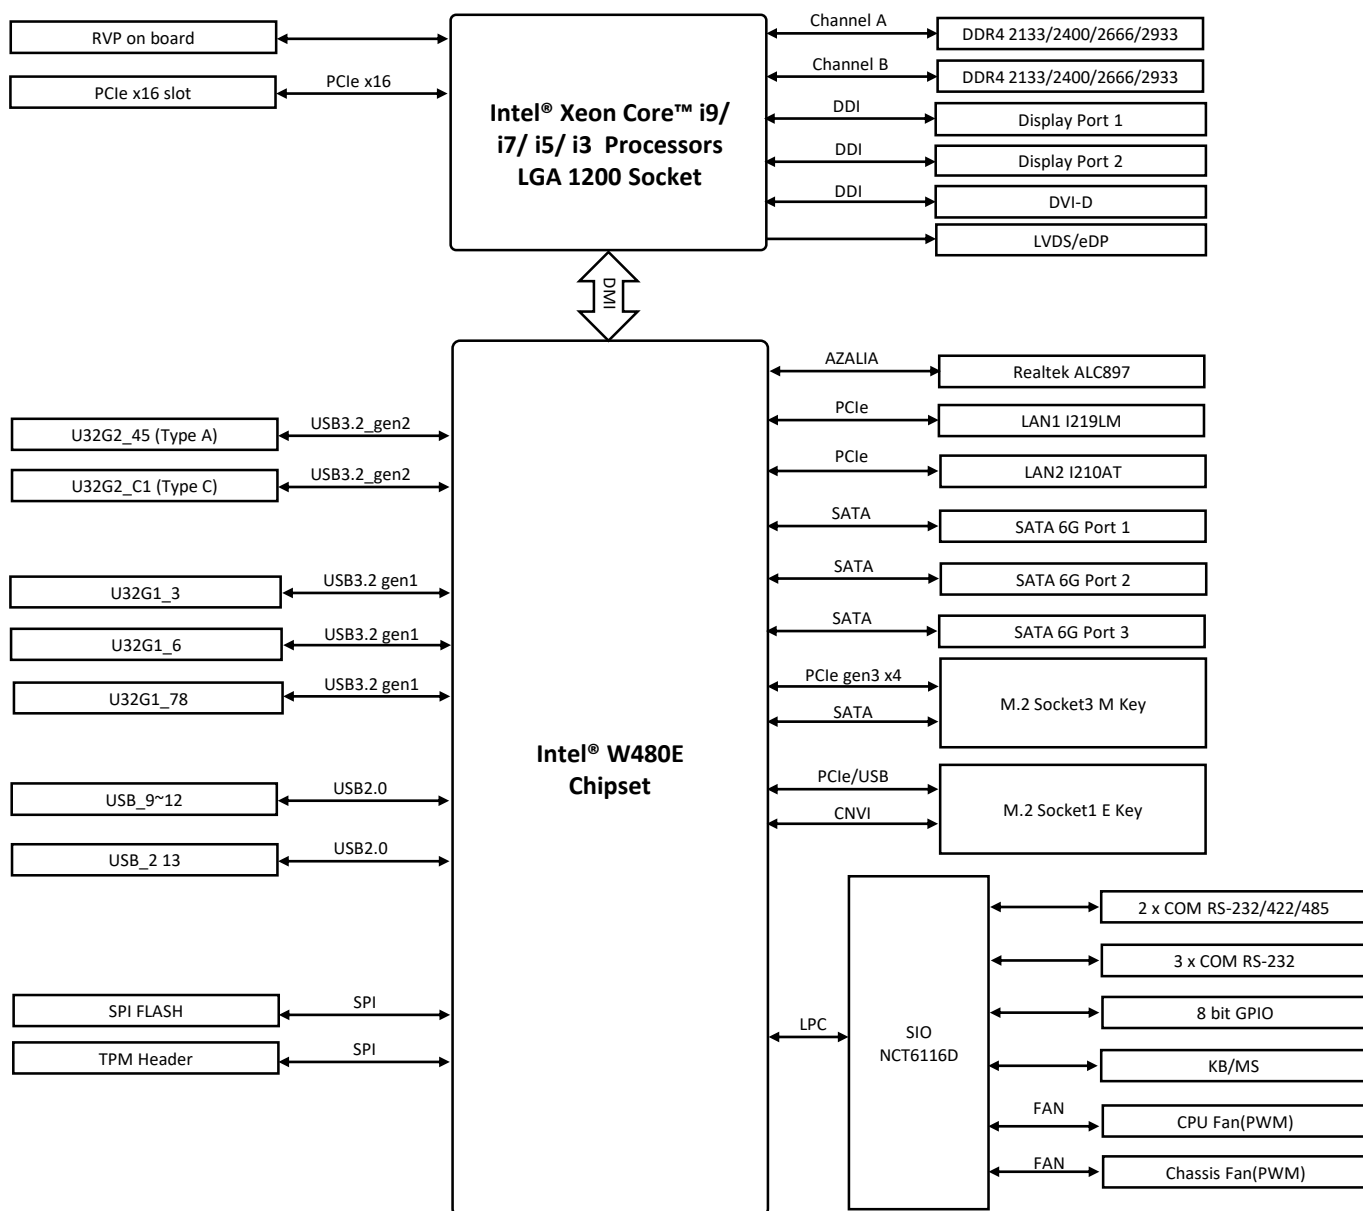 RVP on board
PCIe x16 slot
PCIe x16
Intel® Xeon Core™ i9/
i7/ i5/ i3 Processors
LGA 1200 Socket
Channel A
DDR4 2133/2400/2666/2933
Channel B
DDR4 2133/2400/2666/2933
DDI
Display Port 1
DDI
Display Port 2
DDI
DVI-D
LVDS/eDP
DMI
U32G2_45 (Type A)
USB3.2_gen2
U32G2_C1 (Type C)
USB3.2_gen2
U32G1_3
USB3.2 gen1
U32G1_6
USB3.2 gen1
U32G1_78
USB3.2 gen1
USB_9~12
USB2.0
USB_2 13
USB2.0
SPI FLASH
SPI
TPM Header
SPI
Intel® W480E
Chipset
AZALIA
Realtek ALC897
PCIe
LAN1 I219LM
PCIe
LAN2 I210AT
SATA
SATA 6G Port 1
SATA
SATA 6G Port 2
SATA
SATA 6G Port 3
PCIe gen3 x4
SATA
M.2 Socket3 M Key
PCIe/USB
CNVI
M.2 Socket1 E Key
LPC
SIO
NCT6116D
2 x COM RS-232/422/485
3 x COM RS-232
8 bit GPIO
KB/MS
FAN
CPU Fan(PWM)
FAN
Chassis Fan(PWM)